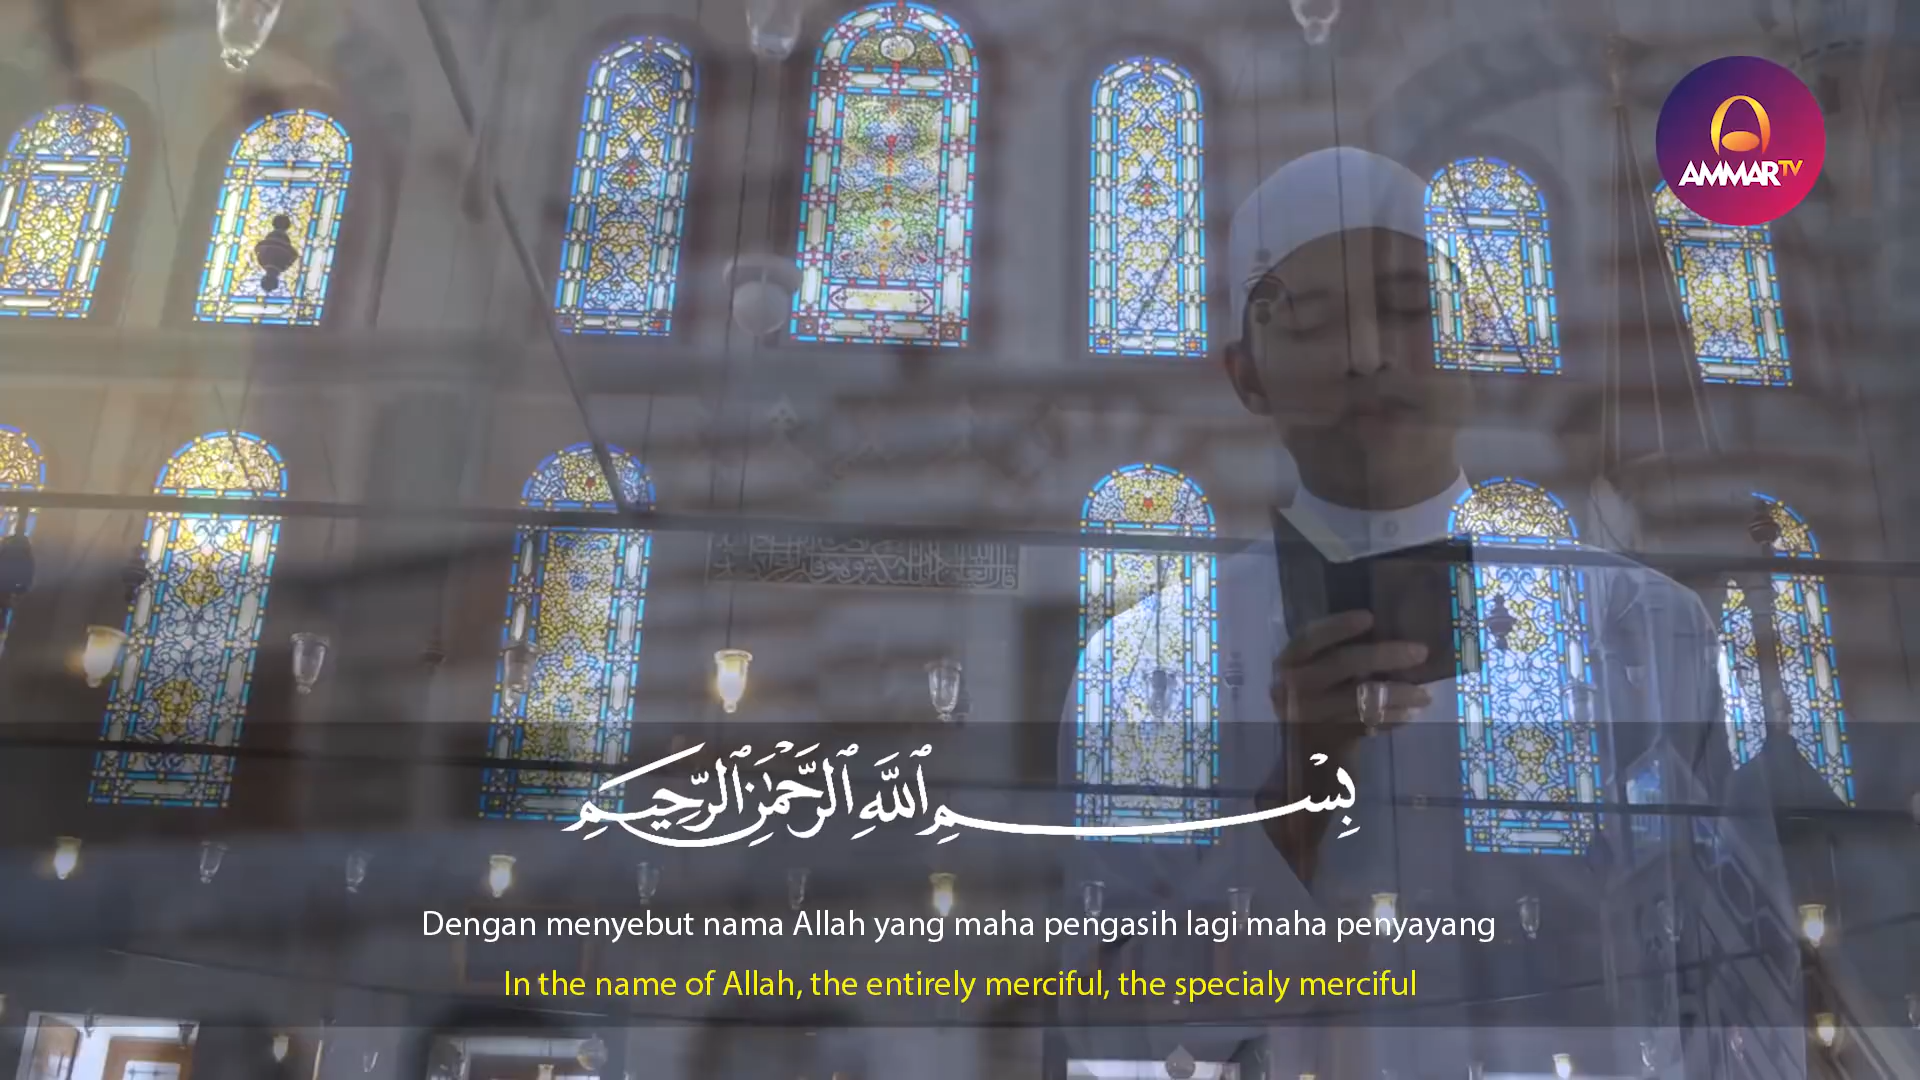 AMMARTV
بِسْمِ ٱللَّهِ ٱلرَّحْمَٰنِ ٱلرَّحِيمِ
Dengan menyebut nama Allah yang maha pengasih lagi maha penyayang
In the name of Allah, the entirely merciful, the specialy merciful